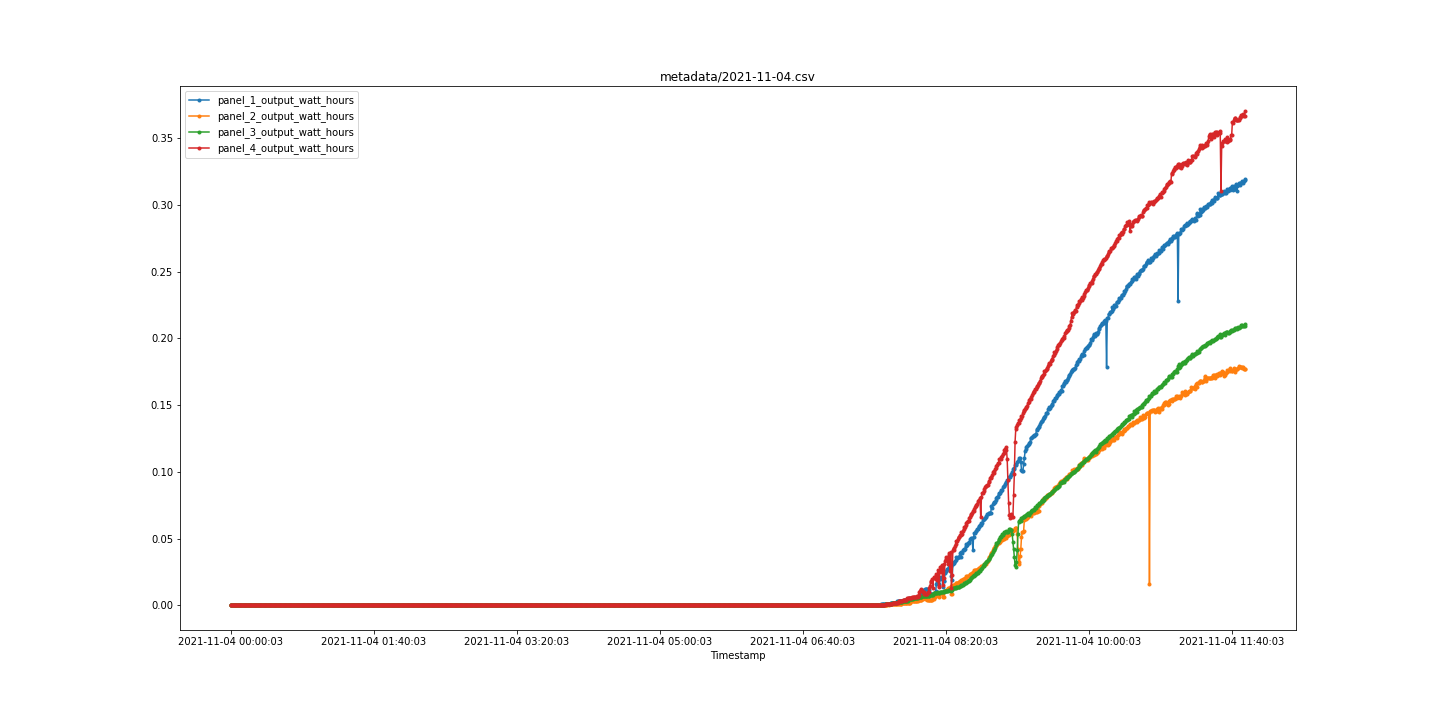 metadata/2021-11-04.csv
panel_1_output_watt_hours
panel_2_output_watt_hours
panel_3_output_watt_hours
panel_4_output_watt_hours
0.35
0.30
0.25
0.20
0.15
0.10
0.05
0.00
2021-11-04 00:00:03 2021-11-04 01:40:03 2021-11-04 03:20:03 2021-11-04 05:00:03 2021-11-04 06:40:03 2021-11-04 08:20:03 2021-11-04 10:00:03 2021-11-04 11:40:03
Timestamp